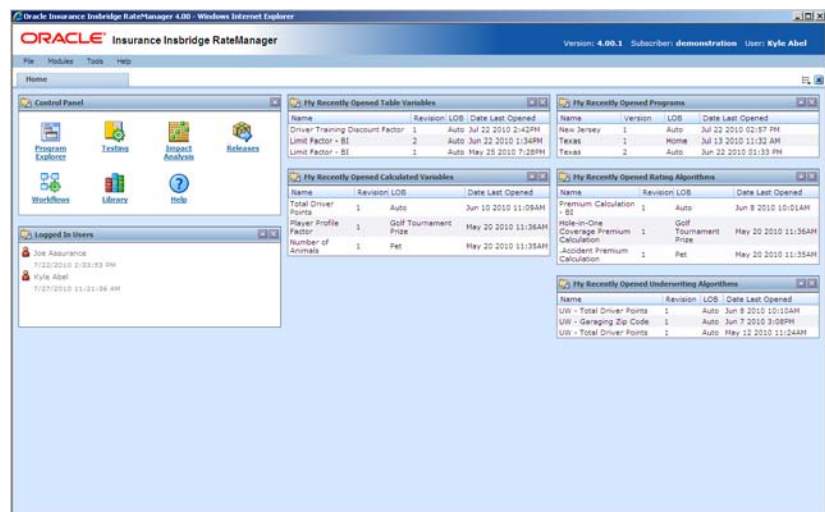 Oracle Insurance Insbridge RateManager 4.00 - Windows Internet Explorer
ORACLE Insurance Insbridge RateManager
Version: 4.00.1 Subscriber: demonstration User: Kyle Abel
File Modules Tools Help
Home
Control Panel
Program Explorer
Testing
Impact Analysis
Releases
Workflows
Library
Help
Logged In Users
Joe Assurance
7/22/2010 2:33:53 PM
Kyle Abel
7/27/2010 11:21:36 AM
My Recently Opened Table Variables
Name Revision LOB Date Last Opened
Driver Training Discount Factor 1 Auto Jul 22 2010 2:42PM
Limit Factor - BI 2 Auto Jun 22 2010 1:34PM
Limit Factor - BI 1 Auto May 25 2010 7:28PM
My Recently Opened Calculated Variables
Name Revision LOB Date Last Opened
Total Driver Points 1 Auto Jun 10 2010 11:09AM
Player Profile Factor 1 Golf Tournament Prize May 20 2010 11:36AM
Number of Animals 1 Pet May 20 2010 11:35AM
My Recently Opened Programs
Name Version LOB Date Last Opened
New Jersey 1 Auto Jul 22 2010 02:57 PM
Texas 1 Home Jul 13 2010 11:32 AM
Texas 2 Auto Jun 22 2010 01:33 PM
My Recently Opened Rating Algorithms
Name Revision LOB Date Last Opened
Premium Calculation - BI 1 Auto Jun 8 2010 10:01AM
Hole-in-One Coverage Premium Calculation 1 Golf Tournament Prize May 20 2010 11:36AM
.Accident Premium Calculation 1 Pet May 20 2010 11:35AM
My Recently Opened Underwriting Algorithms
Name Revision LOB Date Last Opened
UW - Total Driver Points 1 Auto Jun 8 2010 10:10AM
UW - Garaging Zip Code 1 Auto Jun 7 2010 3:08PM
UW - Total Driver Points 1 Auto May 12 2010 11:24AM